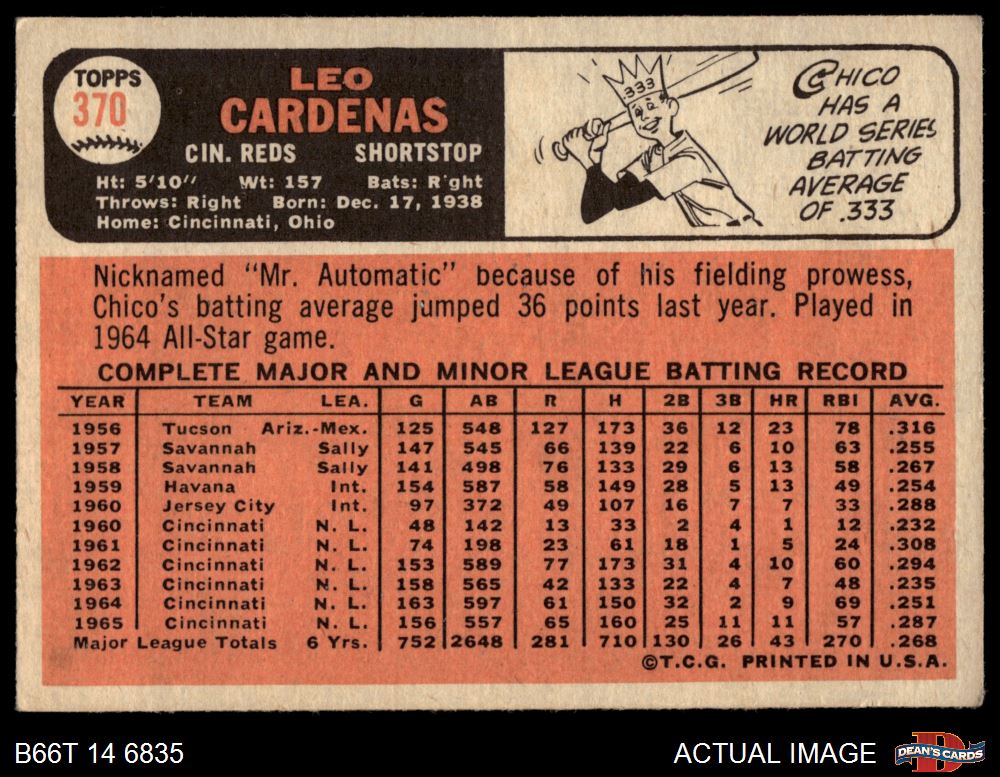 TOPPS
370
LEO
CARDENAS
CIN. REDS SHORTSTOP
Ht: 5'10" Wt: 157 Bats: R'ght
Throws: Right Born: Dec. 17, 1938
Home: Cincinnati, Ohio
.333
CHICO
HAS A
WORLD SERIES
BATTING
AVERAGE
OF .333
Nicknamed "Mr. Automatic" because of his fielding prowess,
Chico's batting average jumped 36 points last year. Played in
1964 All-Star game.
COMPLETE MAJOR AND MINOR LEAGUE BATTING RECORD
YEAR TEAM LEA. G AB R H 2B 3B HR RBI AVG.
1956 Tucson Ariz.-Mex. 125 548 127 173 36 12 23 78 .316
1957 Savannah Sally 147 545 66 139 22 6 10 63 .255
1958 Savannah Sally 141 498 76 133 29 6 13 58 .267
1959 Havana Int. 154 587 58 149 28 5 13 49 .254
1960 Jersey City Int. 97 372 49 107 16 7 7 33 .288
1960 Cincinnati N. L. 48 142 13 33 2 4 1 12 .232
1961 Cincinnati N. L. 74 198 23 61 18 1 5 24 .308
1962 Cincinnati N. L. 153 589 77 173 31 4 10 60 .294
1963 Cincinnati N. L. 158 565 42 133 22 4 7 48 .235
1964 Cincinnati N. L. 163 597 61 150 32 2 9 69 .251
1965 Cincinnati N. L. 156 557 65 160 25 11 11 57 .287
Major League Totals 6 Yrs. 752 2648 281 710 130 26 43 270 .268
©T.C.G. PRINTED IN U.S.A.
B66T 14 6835
ACTUAL IMAGE
D
DEAN'S CARDS